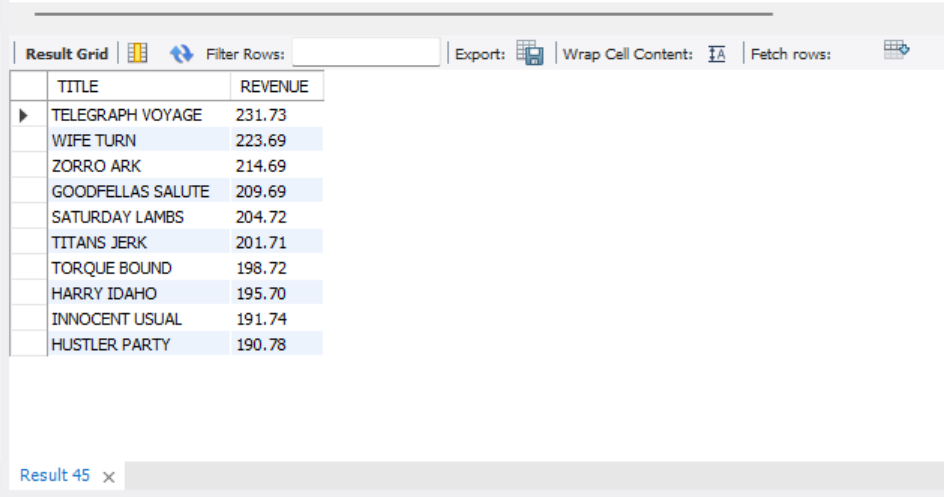 Result Grid Filter Rows: Export: Wrap Cell Content: IA Fetch rows:
TITLE REVENUE
TELEGRAPH VOYAGE 231.73
WIFE TURN 223.69
ZORRO ARK 214.69
GOODFELLAS SALUTE 209.69
SATURDAY LAMBS 204.72
TITANS JERK 201.71
TORQUE BOUND 198.72
HARRY IDAHO 195.70
INNOCENT USUAL 191.74
HUSTLER PARTY 190.78
Result 45